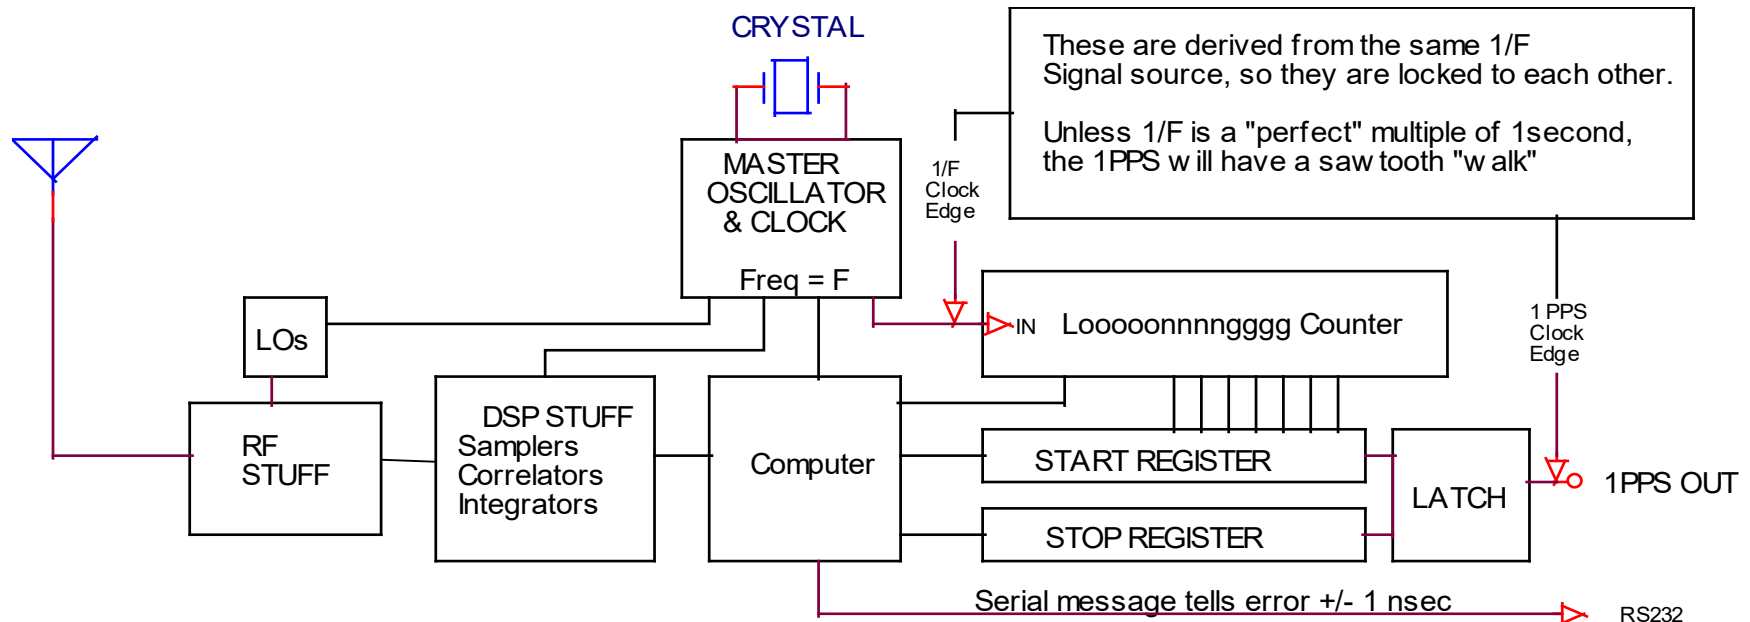 CRYSTAL
These are derived from the same 1/F
Signal source, so they are locked to each other.
Unless 1/F is a "perfect" multiple of 1second,
the 1PPS will have a saw tooth "walk"
MASTER
OSCILLATOR
& CLOCK
Freq = F
1/F
Clock
Edge
LOs
IN
Looooonnnngggg Counter
1 PPS
Clock
Edge
RF
STUFF
DSP STUFF
Samplers
Correlators
Integrators
Computer
START REGISTER
STOP REGISTER
LATCH
1PPS OUT
Serial message tells error +/- 1 nsec
RS232